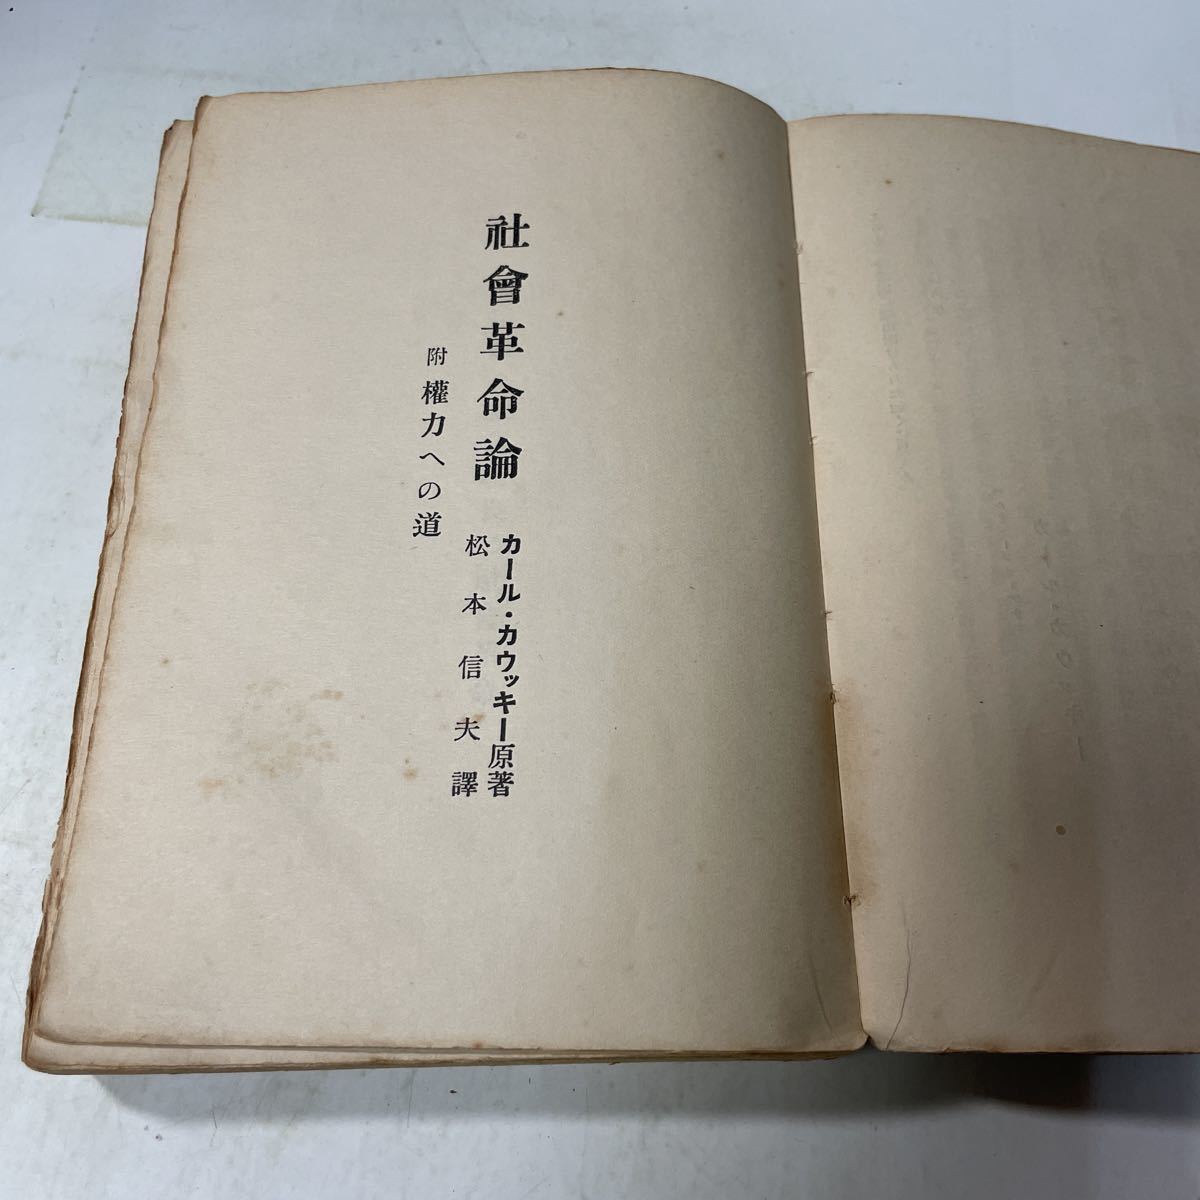 社會革命論
附 權力への道
カール・カウツキー原著
松本信夫譯